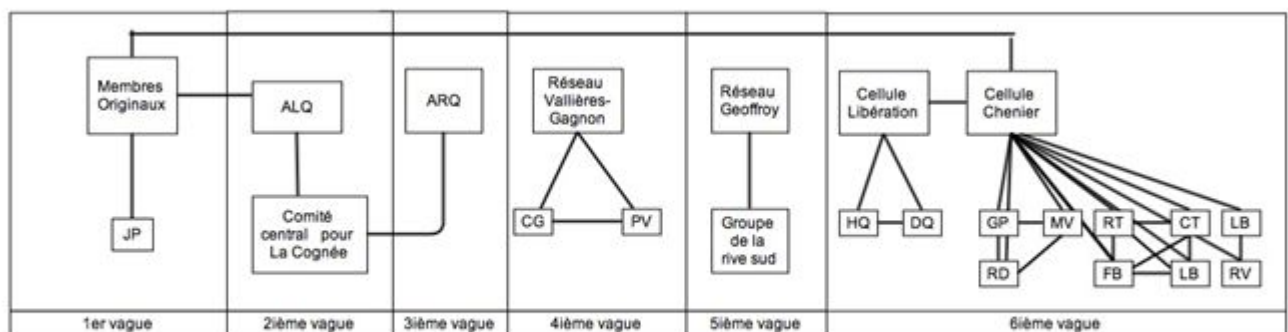 Membres
Originaux
JP
ALQ
Comité
central pour
La Cognée
ARQ
Réseau
Vallières-
Gagnon
CG
PV
Réseau
Geoffroy
Groupe
de la
rive sud
Cellule
Libération
Cellule
Chenier
HQ
DQ
GP
MV
RT
CT
LB
RD
FB
LB
RV
1er vague
2ième vague
3ième vague
4ième vague
5ième vague
6ième vague